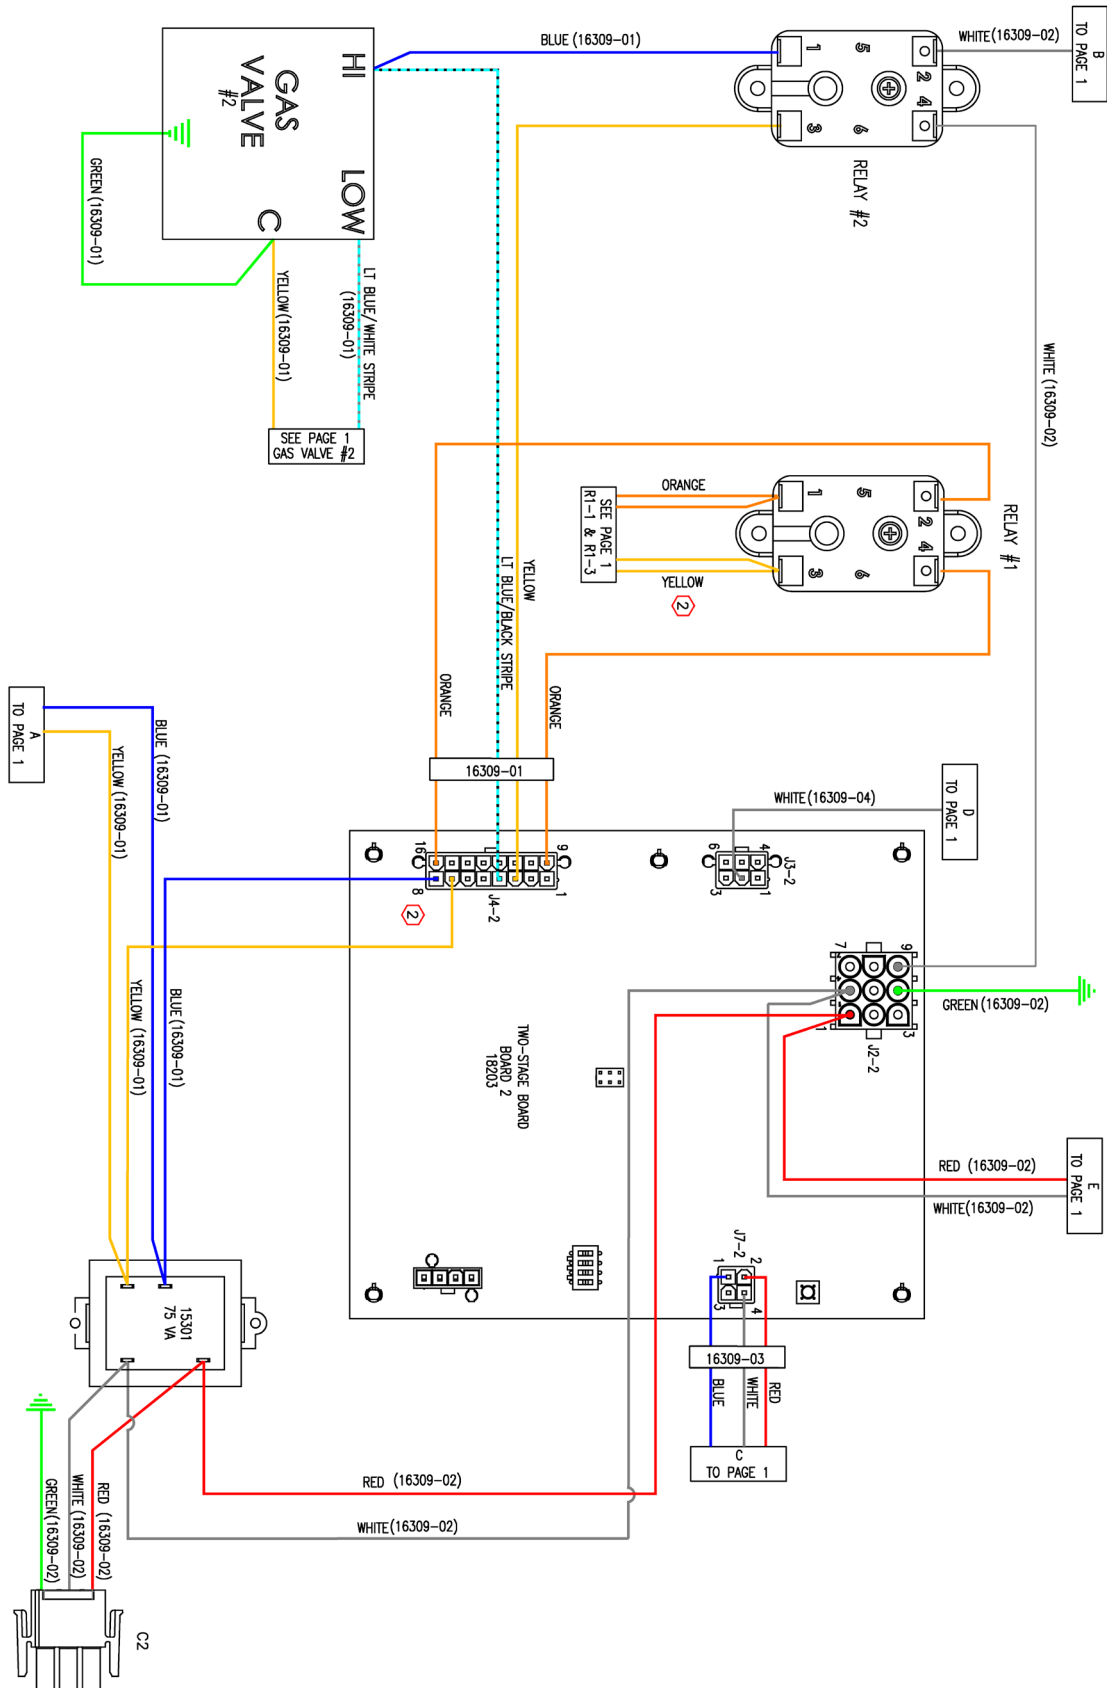 B
TO PAGE 1
WHITE(16309-02)
BLUE (16309-01)
1
5
2
3
6
4
RELAY #2
HI
GAS
VALVE
#2
LOW
C
GREEN(16309-01)
YELLOW(16309-01)
LT BLUE/WHITE STRIPE
(16309-01)
SEE PAGE 1
GAS VALVE #2
WHITE (16309-02)
RELAY #1
1
5
2
3
6
4
ORANGE
SEE PAGE 1
R1-1 & R1-3
YELLOW
2
YELLOW
LT BLUE/BLACK STRIPE
ORANGE
ORANGE
16309-01
A
TO PAGE 1
BLUE (16309-01)
YELLOW(16309-01)
WHITE(16309-04)
D
TO PAGE 1
16
9
8
1
J4-2
2
6
4
3
1
J3-2
7
9
1
3
J2-2
GREEN(16309-02)
YELLOW (16309-01)
BLUE (16309-01)
TWO-STAGE BOARD
BOARD 2
18203
E
TO PAGE 1
RED (16309-02)
WHITE(16309-02)
J7-2
1
2
3
4
16309-03
BLUE
WHITE
RED
C
TO PAGE 1
15301
75 VA
RED (16309-02)
WHITE(16309-02)
GREEN(16309-02)
WHITE (16309-02)
RED (16309-02)
C2